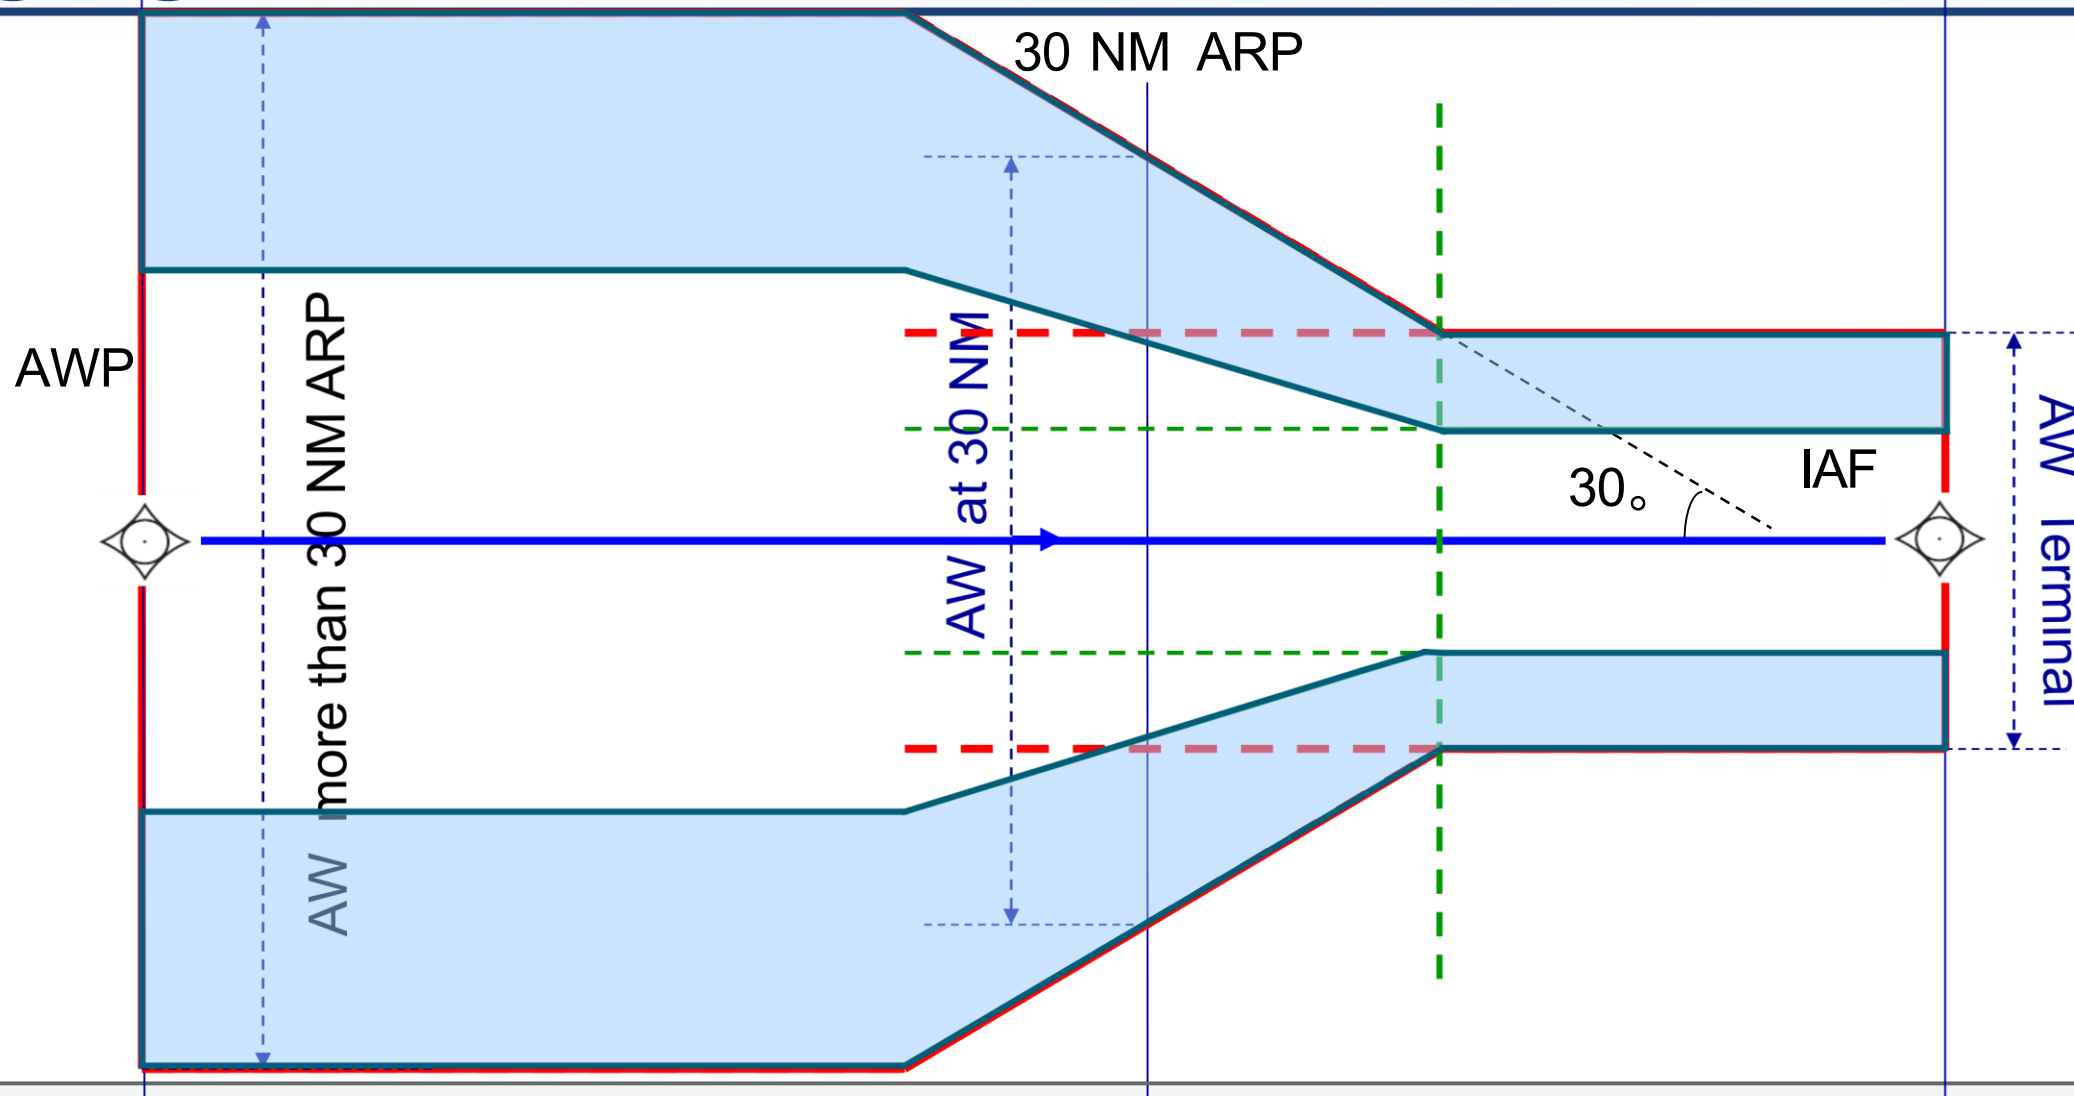 30 NM ARP
AWP
AW more than 30 NM ARP
AW at 30 NM
30°
IAF
AW Terminal